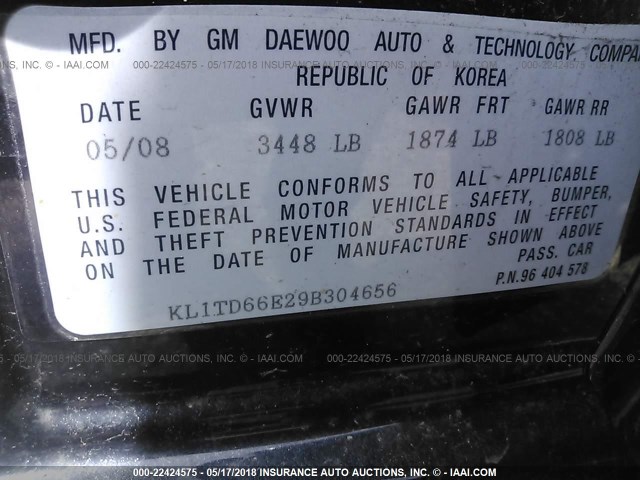 MFD. BY GM DAEWOO AUTO & TECHNOLOGY COMPA
REPUBLIC OF KOREA
DATE GVWR GAWR FRT GAWR RR
05/08 3448 LB 1874 LB 1808 LB
THIS VEHICLE CONFORMS TO ALL APPLICABLE
U.S. FEDERAL MOTOR VEHICLE SAFETY, BUMPER,
AND THEFT PREVENTION STANDARDS IN EFFECT
ON THE DATE OF MANUFACTURE SHOWN ABOVE
PASS. CAR
P.N.96 404 578
KL1TD66E29B304656
000-22424575 - 05/17/2018 INSURANCE AUTO AUCTIONS, INC. - IAAI.COM